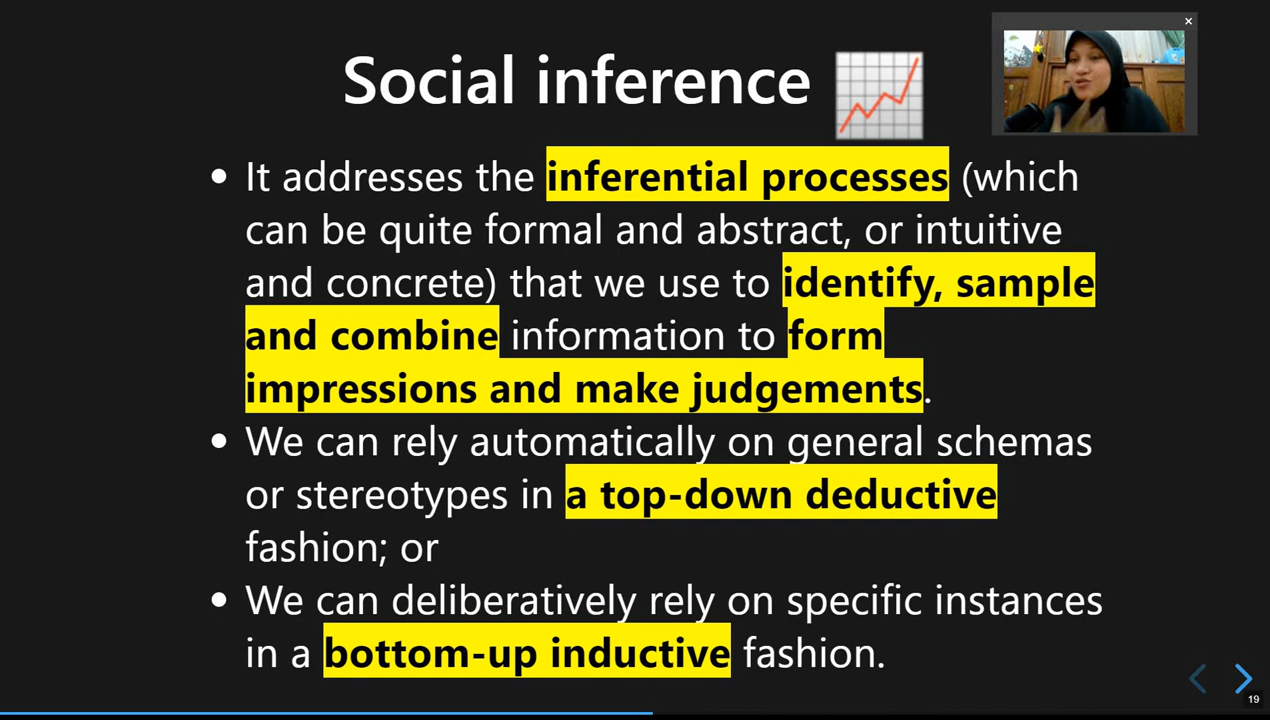 Social inference
• It addresses the inferential processes (which
can be quite formal and abstract, or intuitive
and concrete) that we use to identify, sample
and combine information to form
impressions and make judgements.
• We can rely automatically on general schemas
or stereotypes in a top-down deductive
fashion; or
• We can deliberatively rely on specific instances
in a bottom-up inductive fashion.
19